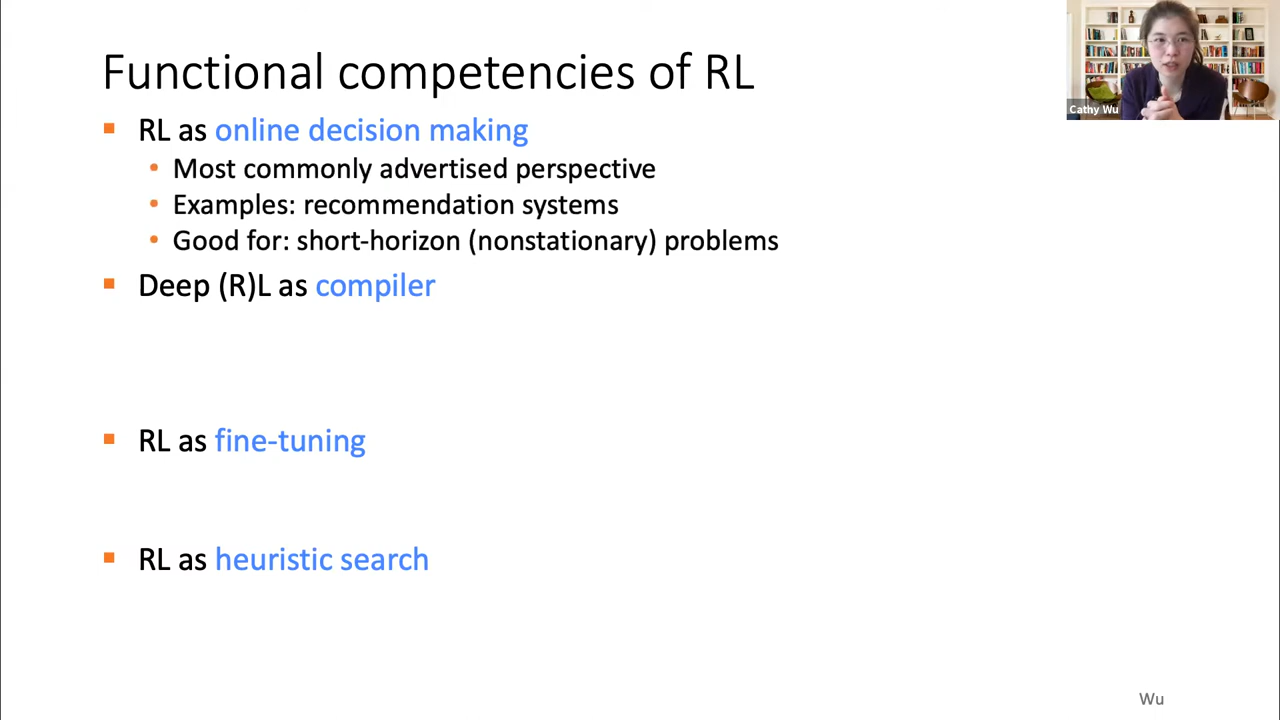 Functional competencies of RL
RL as online decision making
Most commonly advertised perspective
Examples: recommendation systems
Good for: short-horizon (nonstationary) problems
Deep (R)L as compiler
RL as fine-tuning
RL as heuristic search
Cathy Wu
Wu